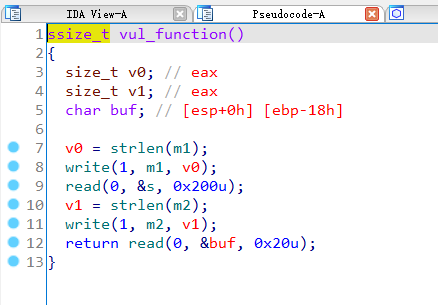 IDA View-A
Pseudocode-A
1 ssize_t vul_function()
2 {
3 size_t v0; // eax
4 size_t v1; // eax
5 char buf; // [esp+0h] [ebp-18h]
6
7 v0 = strlen(m1);
8 write(1, m1, v0);
9 read(0, &s, 0x200u);
10 v1 = strlen(m2);
11 write(1, m2, v1);
12 return read(0, &buf, 0x20u);
13 }